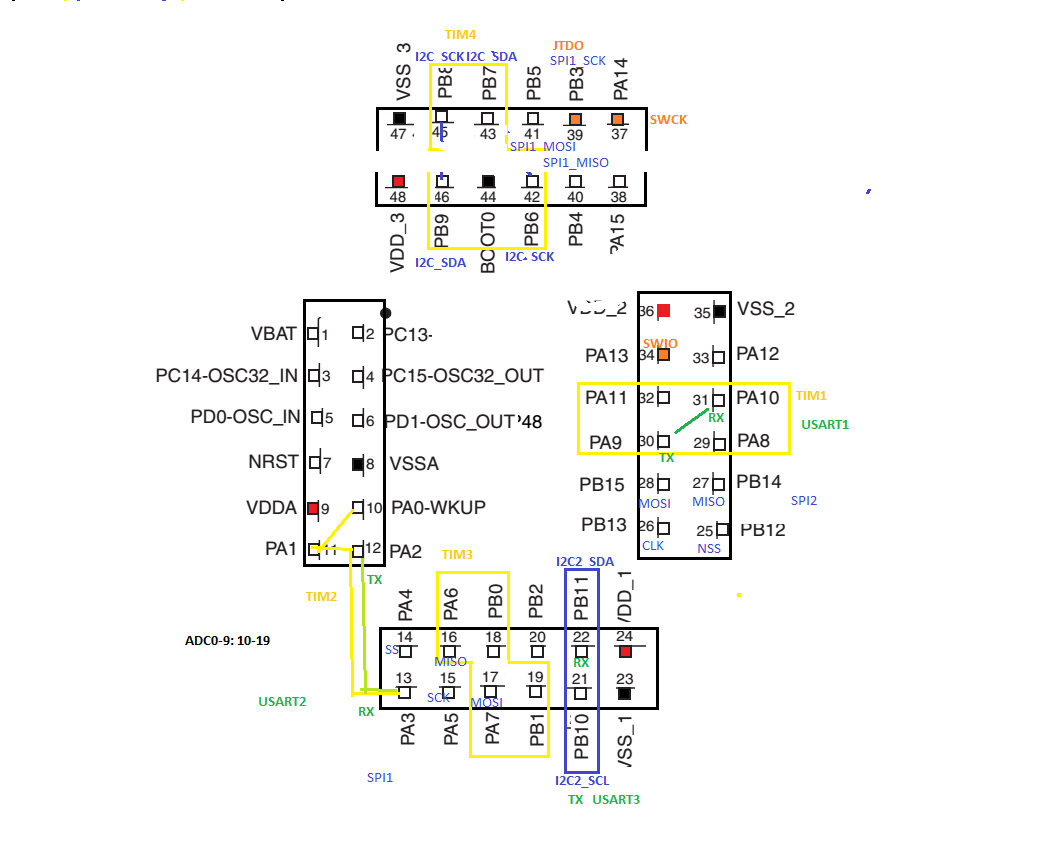 TIM4
JTDO
I2C_SCK I2C_SDA
SPI1_SCK
VSS_3 PB8 PB7 PB5 PB3 PA14
SWCK
47 45 43 41 39 37
SPI1_MOSI
SPI1_MISO
48 46 44 42 40 38
VDD_3 PB9 BOOT0 PB6 PB4 PA15
I2C_SDA
I2C_SCK
VBAT 1 2 PC13-
PC14-OSC32_IN 3 4 PC15-OSC32_OUT
PD0-OSC_IN 5 6 PD1-OSC_OUT 48
NRST 7 8 VSSA
VDDA 9 10 PA0-WKUP
PA1 11 12 PA2
TX
TIM2
36 35 VSS_2
SWIO
PA13 34 33 PA12
PA11 32 31 PA10
TIM1
RX
USART1
PA9 30 29 PA8
TX
PB15 28 27 PB14
MOSI MISO SPI2
PB13 26 25 PB12
CLK NSS
TIM3
I2C2_SDA
PA4 PA6 PB0 PB2 PB11
14 16 18 20 22 24
SS
MISO RX
ADC0-9: 10-19
13 15 17 19 21 23
SCK MOSI
USART2
RX
PA3 PA5 PA7 PB1 PB10 VSS_1
SPI1
I2C2_SCL
TX USART3